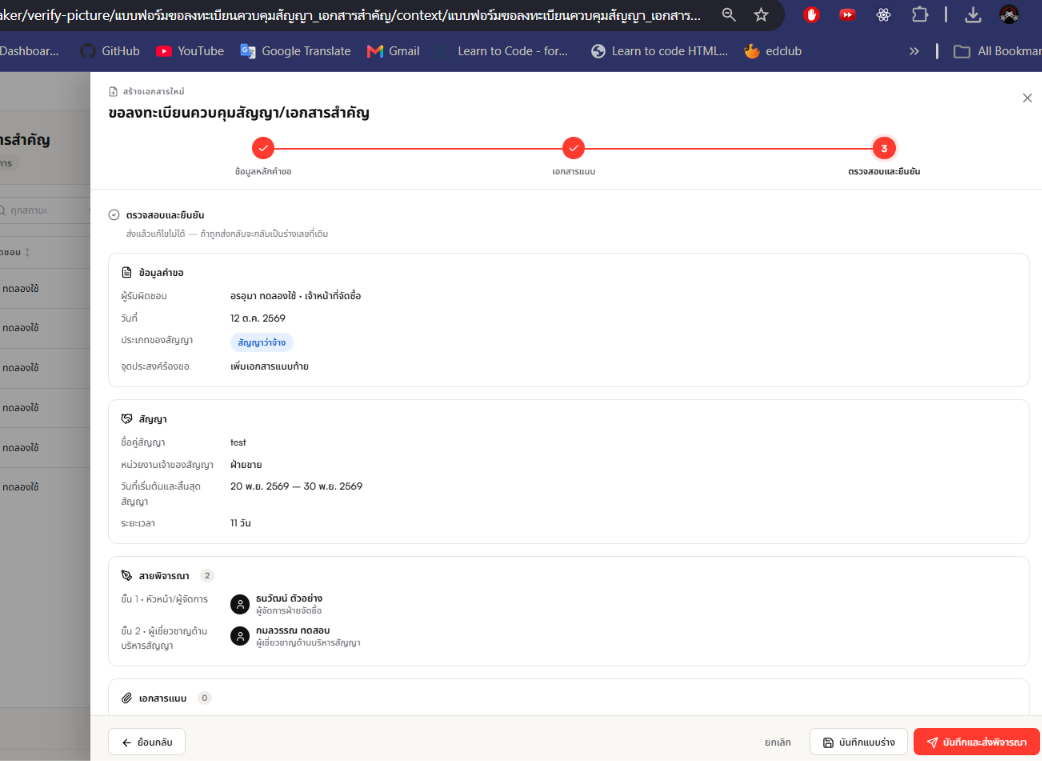 aker/verify-picture/แบบฟอร์มขอลงทะเบียนควบคุมสัญญา_เอกสารสำคัญ/context/แบบฟอร์มขอลงทะเบียนควบคุมสัญญา_เอกสาร...
Dashboar...
GitHub
YouTube
Google Translate
Gmail
Learn to Code - for...
Learn to code HTML...
edclub
»
All Bookmar
สร้างเอกสารใหม่
ขอลงทะเบียนควบคุมสัญญา/เอกสารสำคัญ
ข้อมูลหลักคำขอ
เอกสารแนบ
3
ตรวจสอบและยืนยัน
ารสำคัญ
การ
ทุกสถานะ
ดชอบ
ทดลองใช้
ทดลองใช้
ทดลองใช้
ทดลองใช้
ทดลองใช้
ทดลองใช้
ตรวจสอบและยืนยัน
ส่งแล้วแก้ไขไม่ได้ — ถ้าถูกส่งกลับจะกลับเป็นร่างเลขที่เดิม
ข้อมูลคำขอ
ผู้รับผิดชอบ อรอุมา ทดลองใช้ • เจ้าหน้าที่จัดซื้อ
วันที่ 12 ต.ค. 2569
ประเภทของสัญญา สัญญาว่าจ้าง
จุดประสงค์ร้องขอ เพิ่มเอกสารแนบท้าย
สัญญา
ชื่อคู่สัญญา test
หน่วยงานเจ้าของสัญญา ฝ่ายขาย
วันที่เริ่มต้นและสิ้นสุด 20 พ.ย. 2569 — 30 พ.ย. 2569
สัญญา
ระยะเวลา 11 วัน
สายพิจารณา 2
ขั้น 1 • หัวหน้า/ผู้จัดการ ธนวัฒน์ ตัวอย่าง
ผู้จัดการฝ่ายจัดซื้อ
ขั้น 2 • ผู้เชี่ยวชาญด้าน กมลวรรณ ทดสอบ
บริหารสัญญา ผู้เชี่ยวชาญด้านบริหารสัญญา
เอกสารแนบ 0
ย้อนกลับ
ยกเลิก
บันทึกแบบร่าง
บันทึกและส่งพิจารณา